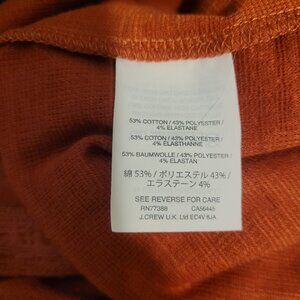 53% COTTON / 43% POLYESTER /
4% ELASTANE
53% COTON / 43% POLYESTER /
4% ELASTHANNE
53% BAUMWOLLE / 43% POLYESTER /
4% ELASTAN
綿 53% / ポリエステル 43% /
エラステーン 4%
SEE REVERSE FOR CARE
RN77388 CA56445
J.CREW U.K. Ltd EC4V 6JA